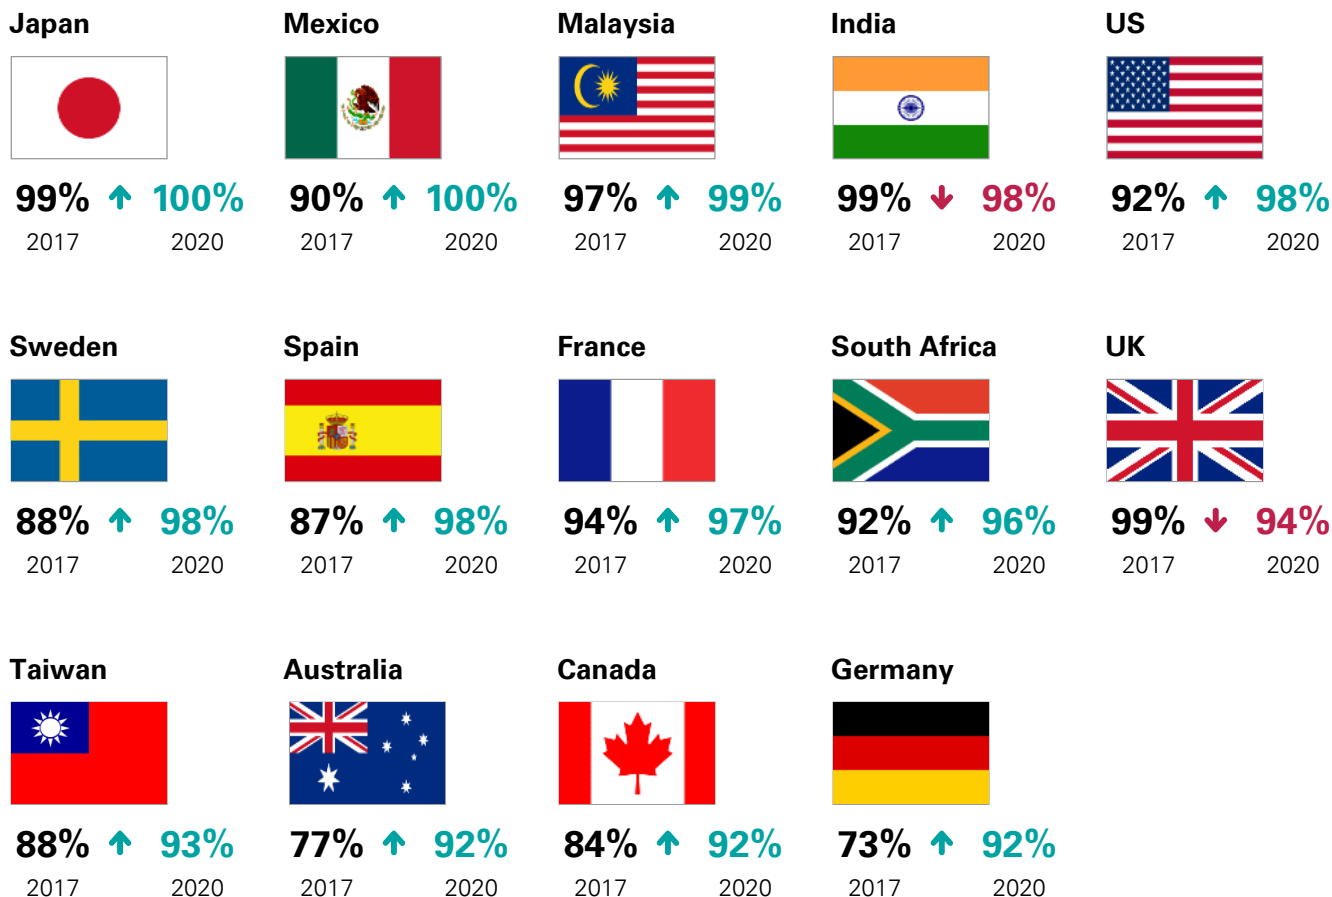 Japan Mexico Malaysia India US
99% 100% 90% 100% 97% 99% 99% 98% 92% 98%
2017 2020 2017 2020 2017 2020 2017 2020 2017 2020
Sweden Spain France South Africa UK
88% 98% 87% 98% 94% 97% 92% 96% 99% 94%
2017 2020 2017 2020 2017 2020 2017 2020 2017 2020
Taiwan Australia Canada Germany
88% 93% 77% 92% 84% 92% 73% 92%
2017 2020 2017 2020 2017 2020 2017 2020